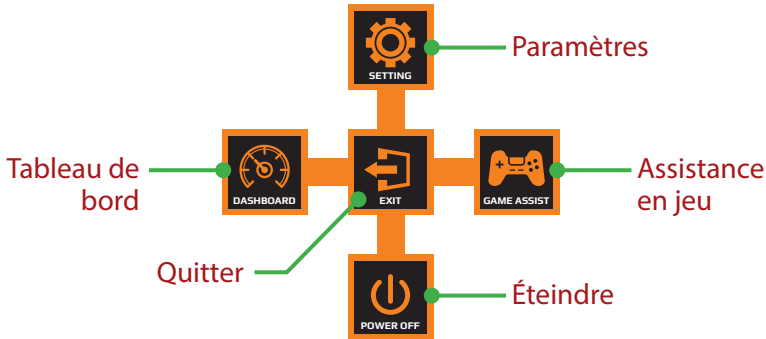 SETTING
Paramètres
Tableau de
bord
DASHBOARD
EXIT
GAME ASSIST
Assistance
en jeu
Quitter
POWER OFF
Éteindre